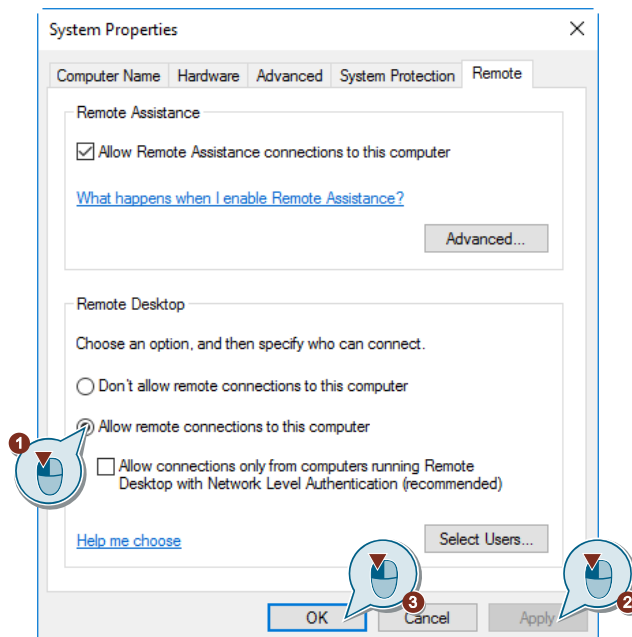 System Properties
Computer Name Hardware Advanced System Protection Remote
Remote Assistance
Allow Remote Assistance connections to this computer
What happens when I enable Remote Assistance?
Advanced...
Remote Desktop
Choose an option, and then specify who can connect.
Don't allow remote connections to this computer
Allow remote connections to this computer
1
Allow connections only from computers running Remote
Desktop with Network Level Authentication (recommended)
Help me choose
Select Users...
3
2
OK Cancel Apply